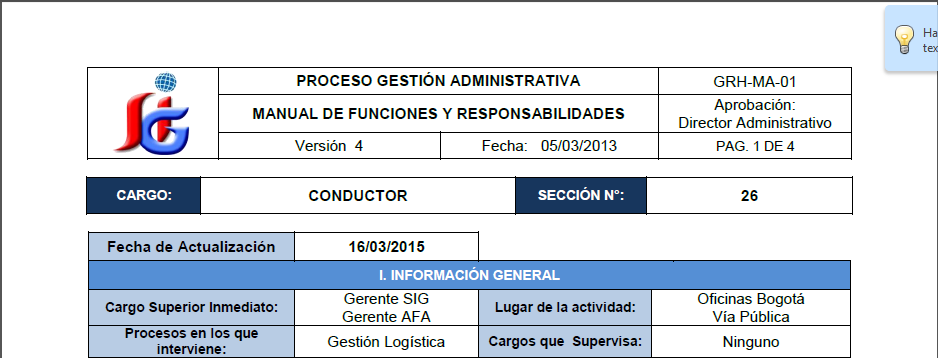 PROCESO GESTIÓN ADMINISTRATIVA
GRH-MA-01
MANUAL DE FUNCIONES Y RESPONSABILIDADES
Aprobación:
Director Administrativo
Versión 4
Fecha: 05/03/2013
PAG. 1 DE 4
CARGO:
CONDUCTOR
SECCIÓN N°:
26
Fecha de Actualización
16/03/2015
I. INFORMACIÓN GENERAL
Cargo Superior Inmediato:
Gerente SIG
Gerente AFA
Lugar de la actividad:
Oficinas Bogotá
Vía Pública
Procesos en los que
interviene:
Gestión Logística
Cargos que Supervisa:
Ninguno